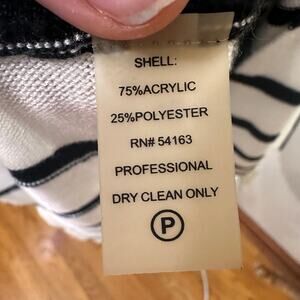 SHELL:
75%ACRYLIC
25%POLYESTER
RN# 54163
PROFESSIONAL
DRY CLEAN ONLY
P